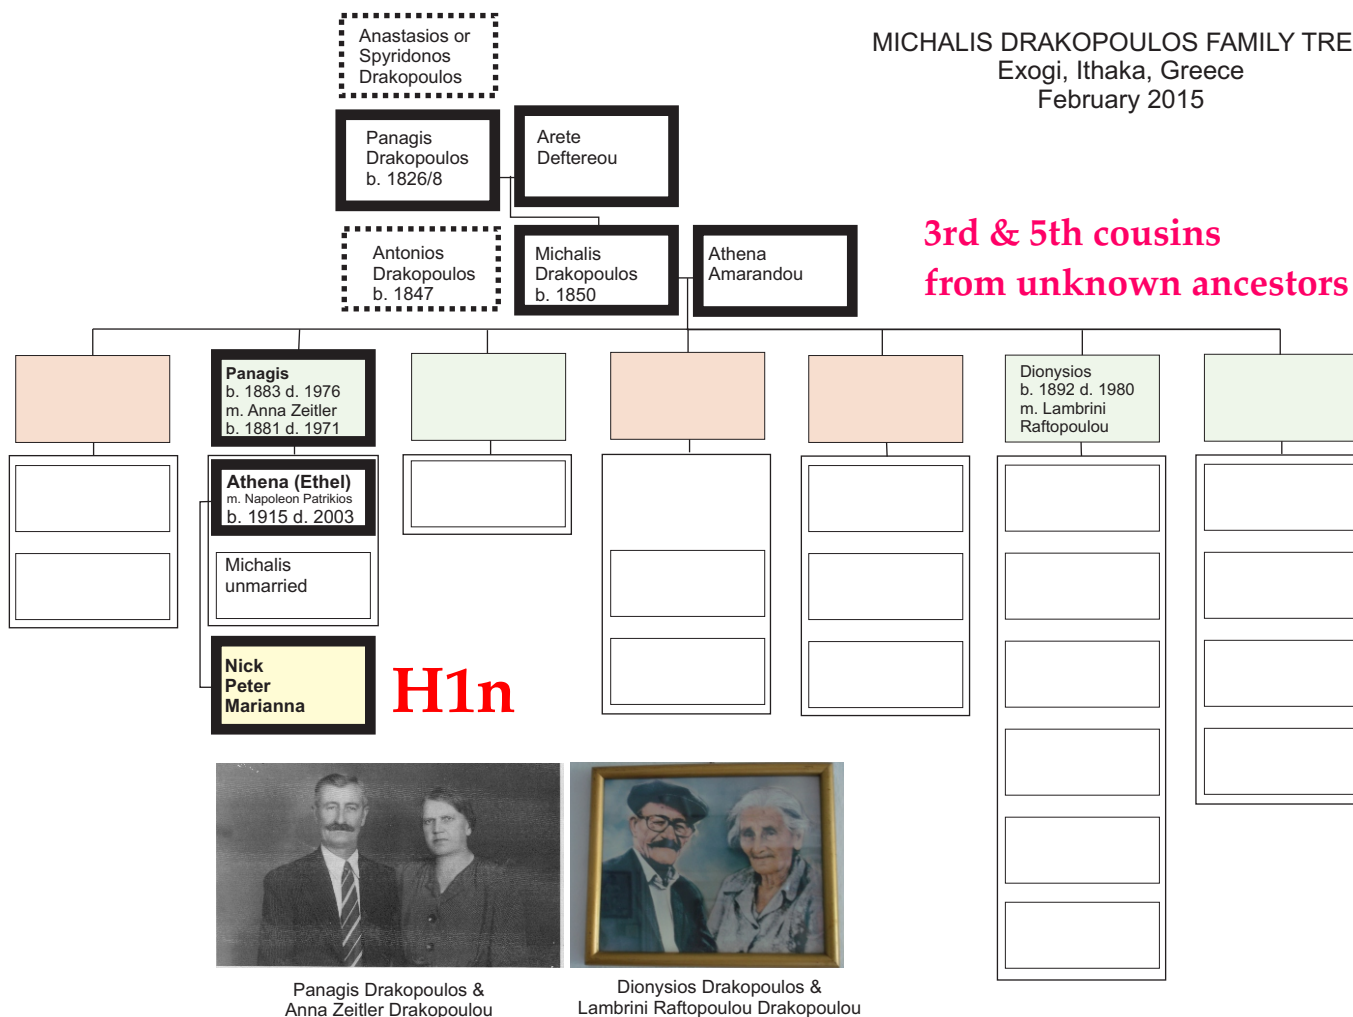 MICHALIS DRAKOPOULOS FAMILY TRE
Exogi, Ithaka, Greece
February 2015
Anastasios or
Spyridonos
Drakopoulos
Panagis
Drakopoulos
b. 1826/8
Arete
Deftereou
Antonios
Drakopoulos
b. 1847
Michalis
Drakopoulos
b. 1850
Athena
Amarandou
3rd & 5th cousins
from unknown ancestors
Panagis
b. 1883 d. 1976
m. Anna Zeitler
b. 1881 d. 1971
Dionysios
b. 1892 d. 1980
m. Lambrini
Raftopoulou
Athena (Ethel)
m. Napoleon Patrikios
b. 1915 d. 2003
Michalis
unmarried
Nick
Peter
Marianna
H1n
Panagis Drakopoulos &
Anna Zeitler Drakopoulou
Dionysios Drakopoulos &
Lambrini Raftopoulou Drakopoulou